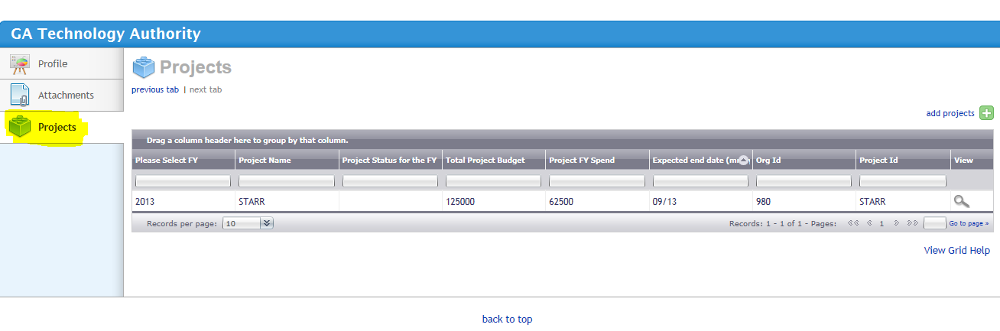 GA Technology Authority
Profile
Attachments
Projects
Projects
previous tab | next tab
add projects
Drag a column header here to group by that column.
Please Select FY Project Name Project Status for the FY Total Project Budget Project FY Spend Expected end date Org Id Project Id View
2013 STARR 125000 62500 09/13 980 STARR
Records per page: 10 Records: 1 - 1 of 1 - Pages: 1 Go to page »
View Grid Help
back to top